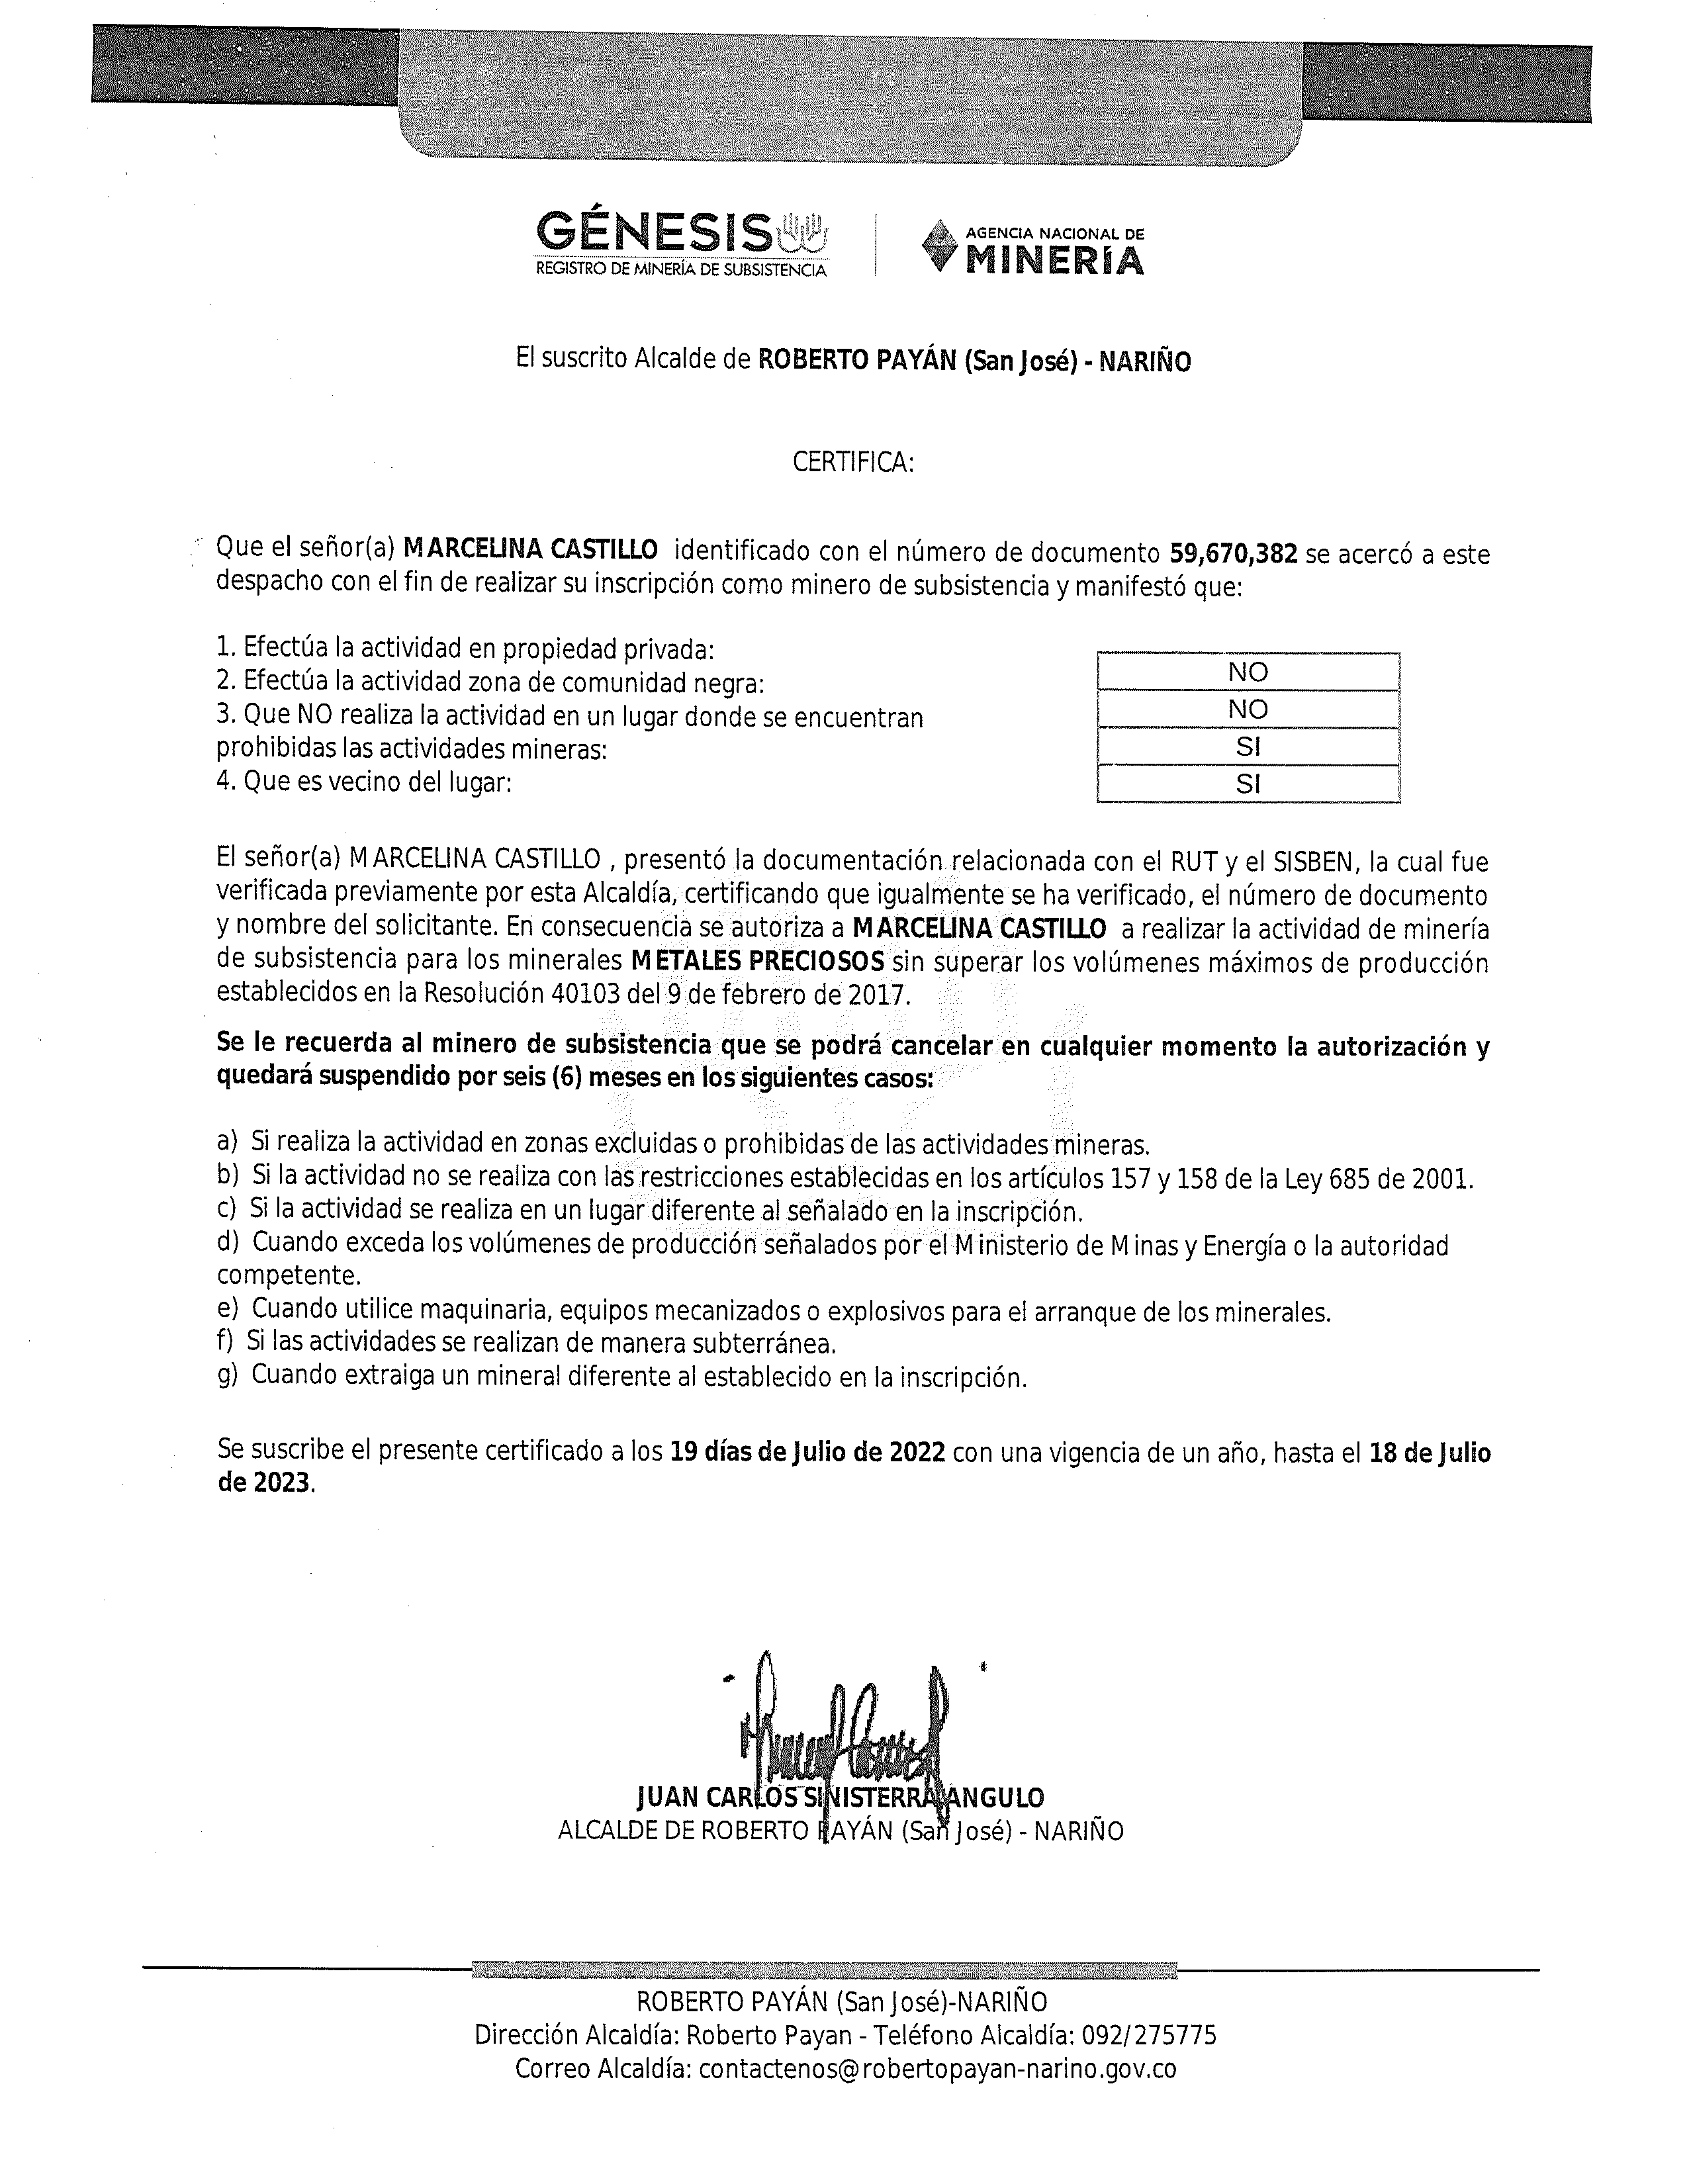 GÉNESIS
REGISTRO DE MINERÍA DE SUBSISTENCIA
AGENCIA NACIONAL DE
MINERÍA
El suscrito Alcalde de ROBERTO PAYÁN (San José) - NARIÑO
CERTIFICA:
Que el señor(a) MARCELINA CASTILLO identificado con el número de documento 59,670,382 se acercó a este
despacho con el fin de realizar su inscripción como minero de subsistencia y manifestó que:
1. Efectúa la actividad en propiedad privada:
NO
2. Efectúa la actividad zona de comunidad negra:
NO
3. Que NO realiza la actividad en un lugar donde se encuentran
prohibidas las actividades mineras:
SI
4. Que es vecino del lugar:
SI
El señor(a) MARCELINA CASTILLO , presentó la documentación relacionada con el RUT y el SISBEN, la cual fue
verificada previamente por esta Alcaldía, certificando que igualmente se ha verificado, el número de documento
y nombre del solicitante. En consecuencia se autoriza a MARCELINA CASTILLO a realizar la actividad de minería
de subsistencia para los minerales METALES PRECIOSOS sin superar los volúmenes máximos de producción
establecidos en la Resolución 40103 del 9 de febrero de 2017.
Se le recuerda al minero de subsistencia que se podrá cancelar en cualquier momento la autorización y
quedará suspendido por seis (6) meses en los siguientes casos:
a) Si realiza la actividad en zonas excluidas o prohibidas de las actividades mineras.
b) Si la actividad no se realiza con las restricciones establecidas en los artículos 157 y 158 de la Ley 685 de 2001.
c) Si la actividad se realiza en un lugar diferente al señalado en la inscripción.
d) Cuando exceda los volúmenes de producción señalados por el Ministerio de Minas y Energía o la autoridad
competente.
e) Cuando utilice maquinaria, equipos mecanizados o explosivos para el arranque de los minerales.
f) Si las actividades se realizan de manera subterránea.
g) Cuando extraiga un mineral diferente al establecido en la inscripción.
Se suscribe el presente certificado a los 19 días de Julio de 2022 con una vigencia de un año, hasta el 18 de Julio
de 2023.
JUAN CARLOS SINISTERRA ANGULO
ALCALDE DE ROBERTO PAYÁN (San José) - NARIÑO
ROBERTO PAYÁN (San José)-NARIÑO
Dirección Alcaldía: Roberto Payan - Teléfono Alcaldía: 092/275775
Correo Alcaldía: contactenos@robertopayan-narino.gov.co